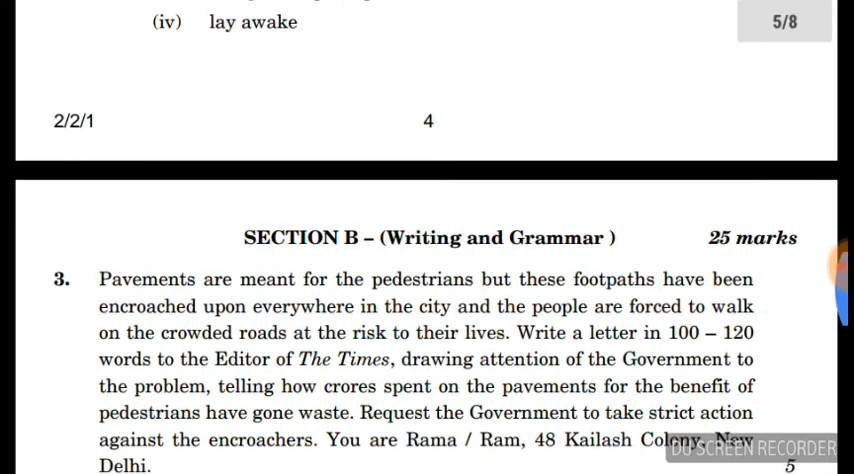 (iv) lay awake
5/8
2/2/1
4
SECTION B – (Writing and Grammar ) 25 marks
3. Pavements are meant for the pedestrians but these footpaths have been
encroached upon everywhere in the city and the people are forced to walk
on the crowded roads at the risk to their lives. Write a letter in 100 – 120
words to the Editor of The Times, drawing attention of the Government to
the problem, telling how crores spent on the pavements for the benefit of
pedestrians have gone waste. Request the Government to take strict action
against the encroachers. You are Rama / Ram, 48 Kailash Colony, New
DU SCREEN RECORDER
Delhi. 5